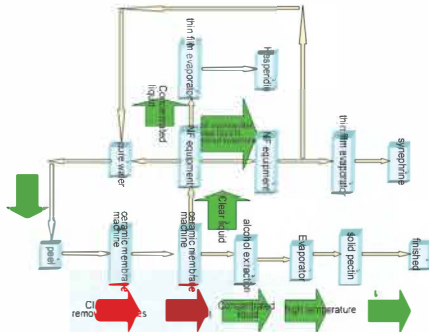 thin film
evaporator
Hesperidin
Concentrated
liquid
pure water
NF equipment
NF equipment
thin film
evaporator
synephrine
Clear liquid
peel
ceramic membrane
machine
ceramic membrane
machine
alcohol extraction
Evaporator
solid pectin
finished
Concentrated
liquid
high temperature